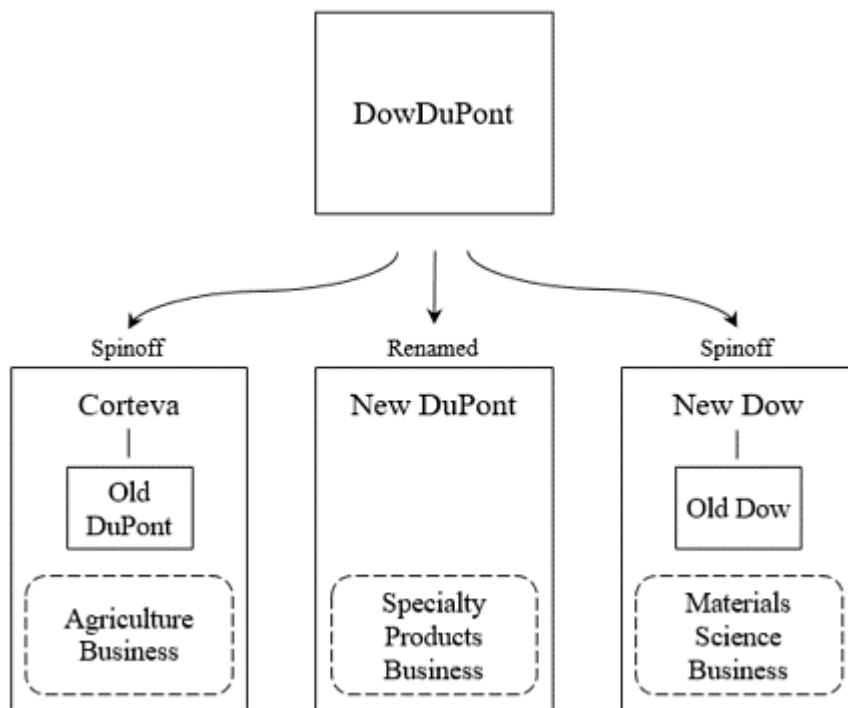 DowDuPont
Spinoff
Renamed
Spinoff
Corteva
New DuPont
New Dow
Old
DuPont
Old Dow
Agriculture
Business
Specialty
Products
Business
Materials
Science
Business